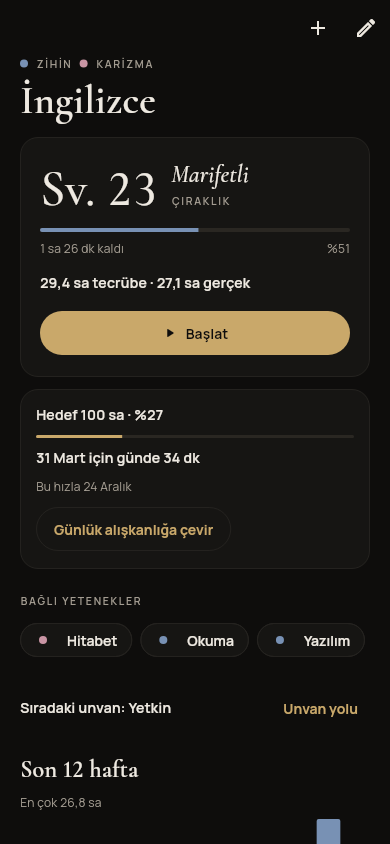 ZİHİN KARİZMA
İngilizce
Sv. 23 Marifetli
ÇIRAKLIK
1 sa 26 dk kaldı %51
29,4 sa tecrübe · 27,1 sa gerçek
Başlat
Hedef 100 sa · %27
31 Mart için günde 34 dk
Bu hızla 24 Aralık
Günlük alışkanlığa çevir
BAĞLI YETENEKLER
Hitabet Okuma Yazılım
Sıradaki unvan: Yetkin Unvan yolu
Son 12 hafta
En çok 26,8 sa